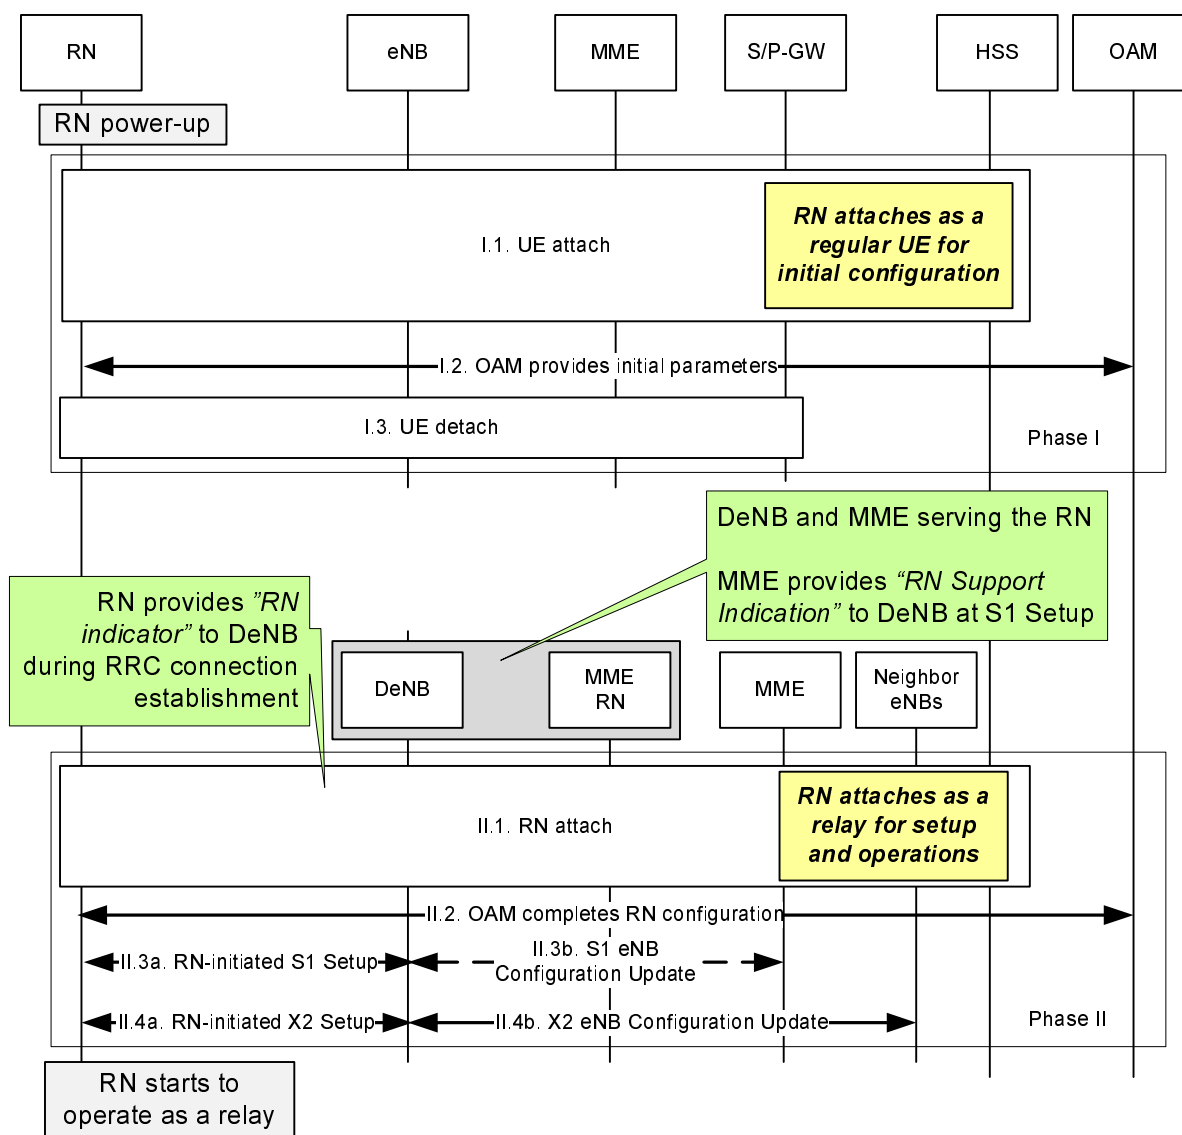 RN
eNB
MME
S/P-GW
HSS
OAM
RN power-up
I.1. UE attach
RN attaches as a
regular UE for
initial configuration
I.2. OAM provides initial parameters
I.3. UE detach
Phase I
DeNB and MME serving the RN
MME provides “RN Support
Indication” to DeNB at S1 Setup
RN provides ”RN
indicator” to DeNB
during RRC connection
establishment
DeNB
MME
RN
MME
Neighbor
eNBs
II.1. RN attach
RN attaches as a
relay for setup
and operations
II.2. OAM completes RN configuration
II.3a. RN-initiated S1 Setup
II.3b. S1 eNB
Configuration Update
II.4a. RN-initiated X2 Setup
II.4b. X2 eNB Configuration Update
Phase II
RN starts to
operate as a relay